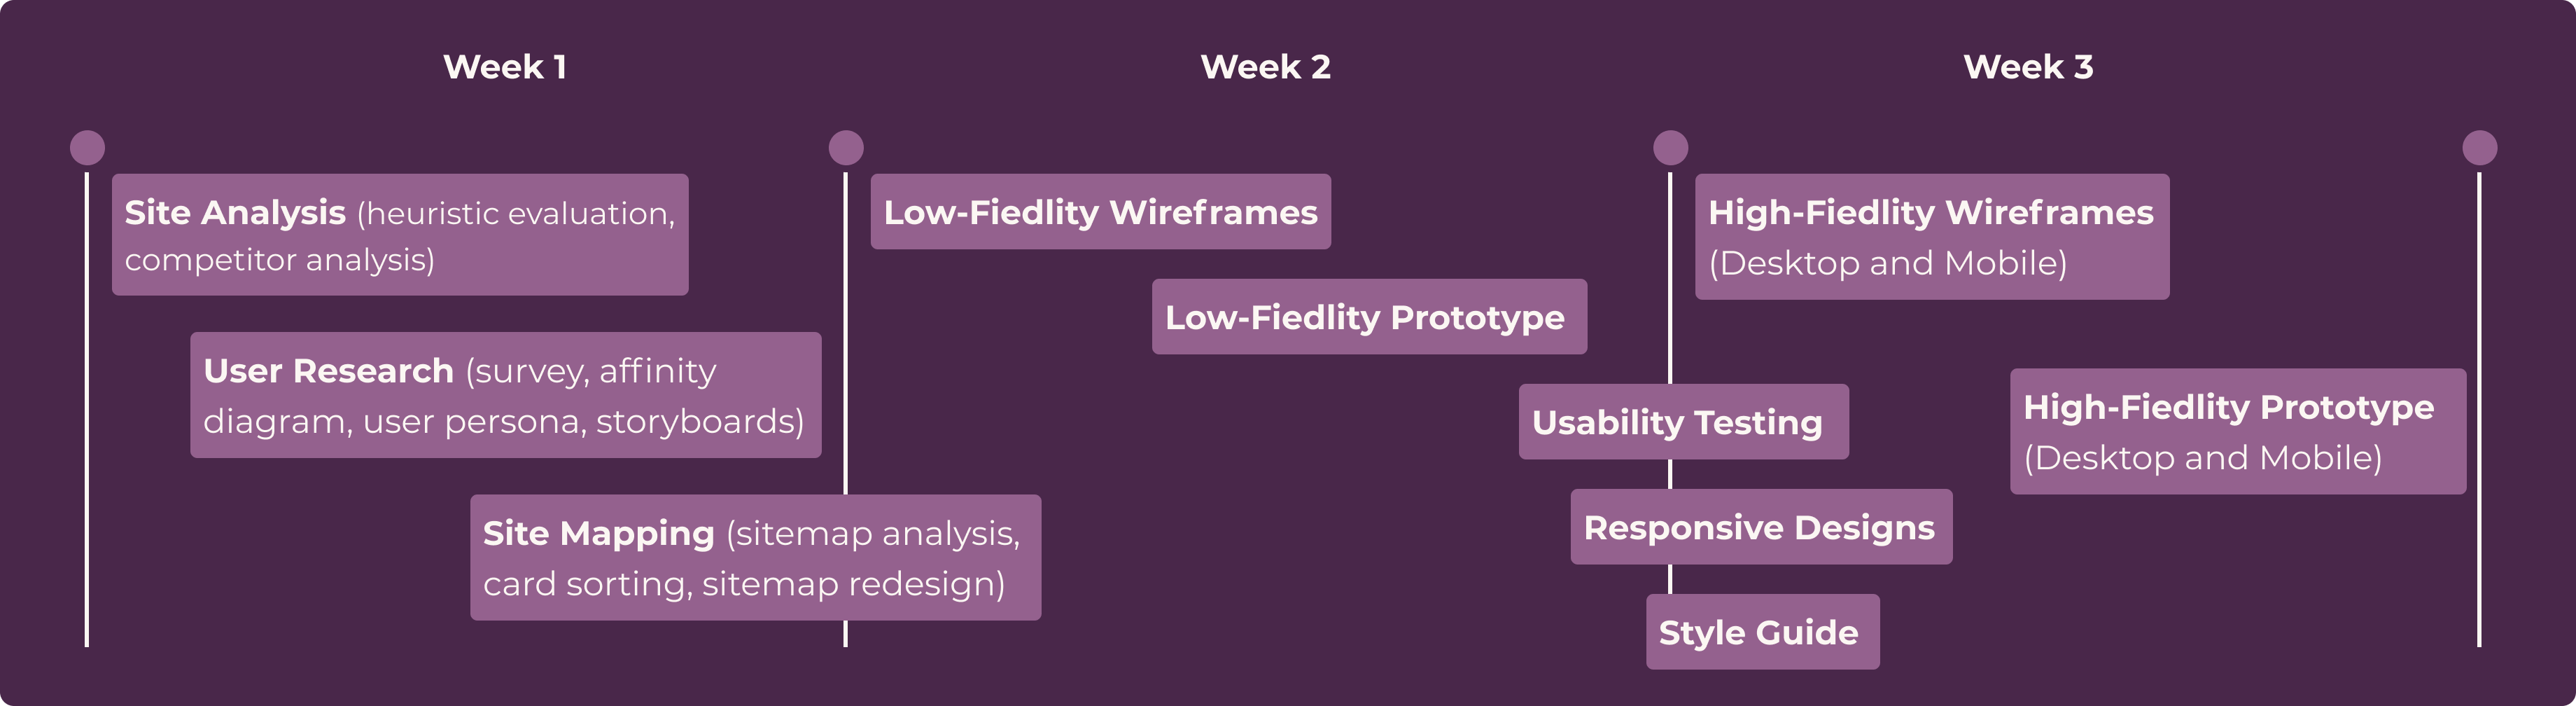 Week 1
Week 2
Week 3
Site Analysis (heuristic evaluation,
competitor analysis)
User Research (survey, affinity
diagram, user persona, storyboards)
Site Mapping (sitemap analysis,
card sorting, sitemap redesign)
Low-Fiedlity Wireframes
Low-Fiedlity Prototype
Usability Testing
Responsive Designs
Style Guide
High-Fiedlity Wireframes
(Desktop and Mobile)
High-Fiedlity Prototype
(Desktop and Mobile)